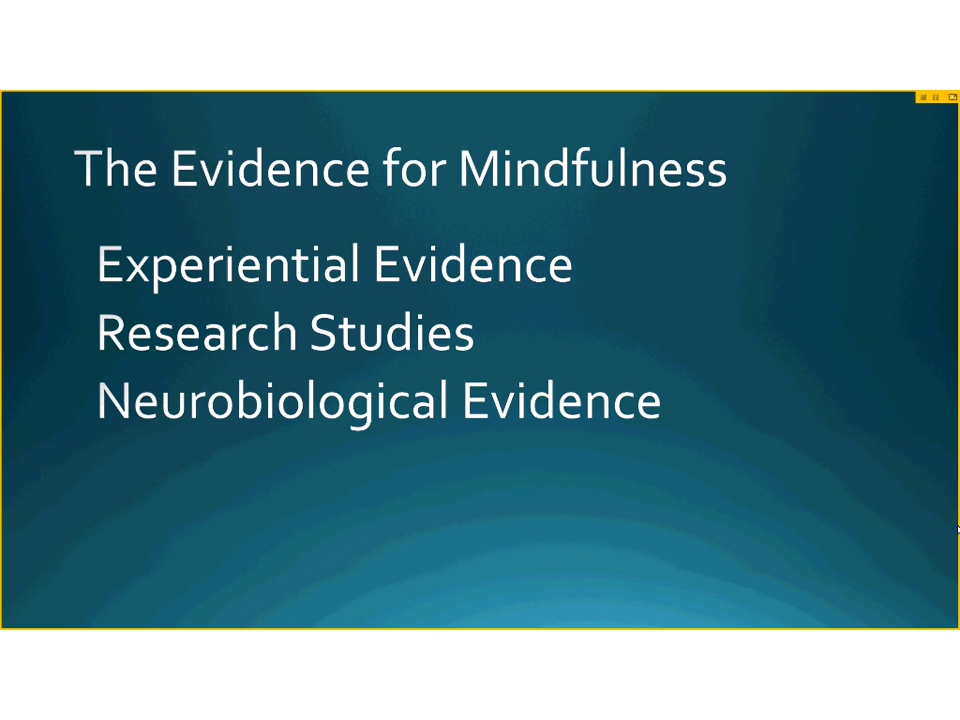 The Evidence for Mindfulness
Experiential Evidence
Research Studies
Neurobiological Evidence